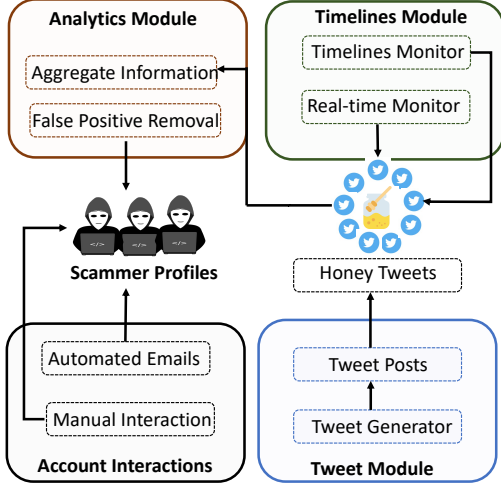 Analytics Module
Aggregate Information
False Positive Removal
Timelines Module
Timelines Monitor
Real-time Monitor
</>
</>
</>
Scammer Profiles
Honey Tweets
Automated Emails
Manual Interaction
Account Interactions
Tweet Posts
Tweet Generator
Tweet Module